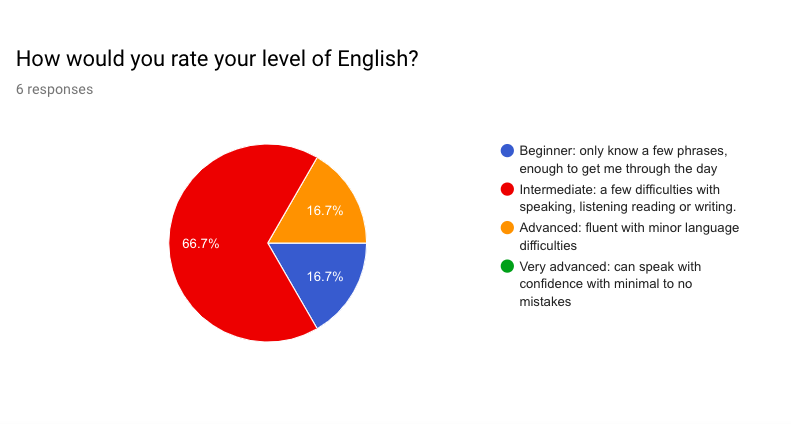 How would you rate your level of English?
6 responses
66.7%
16.7%
16.7%
Beginner: only know a few phrases,
enough to get me through the day
Intermediate: a few difficulties with
speaking, listening reading or writing.
Advanced: fluent with minor language
difficulties
Very advanced: can speak with
confidence with minimal to no
mistakes